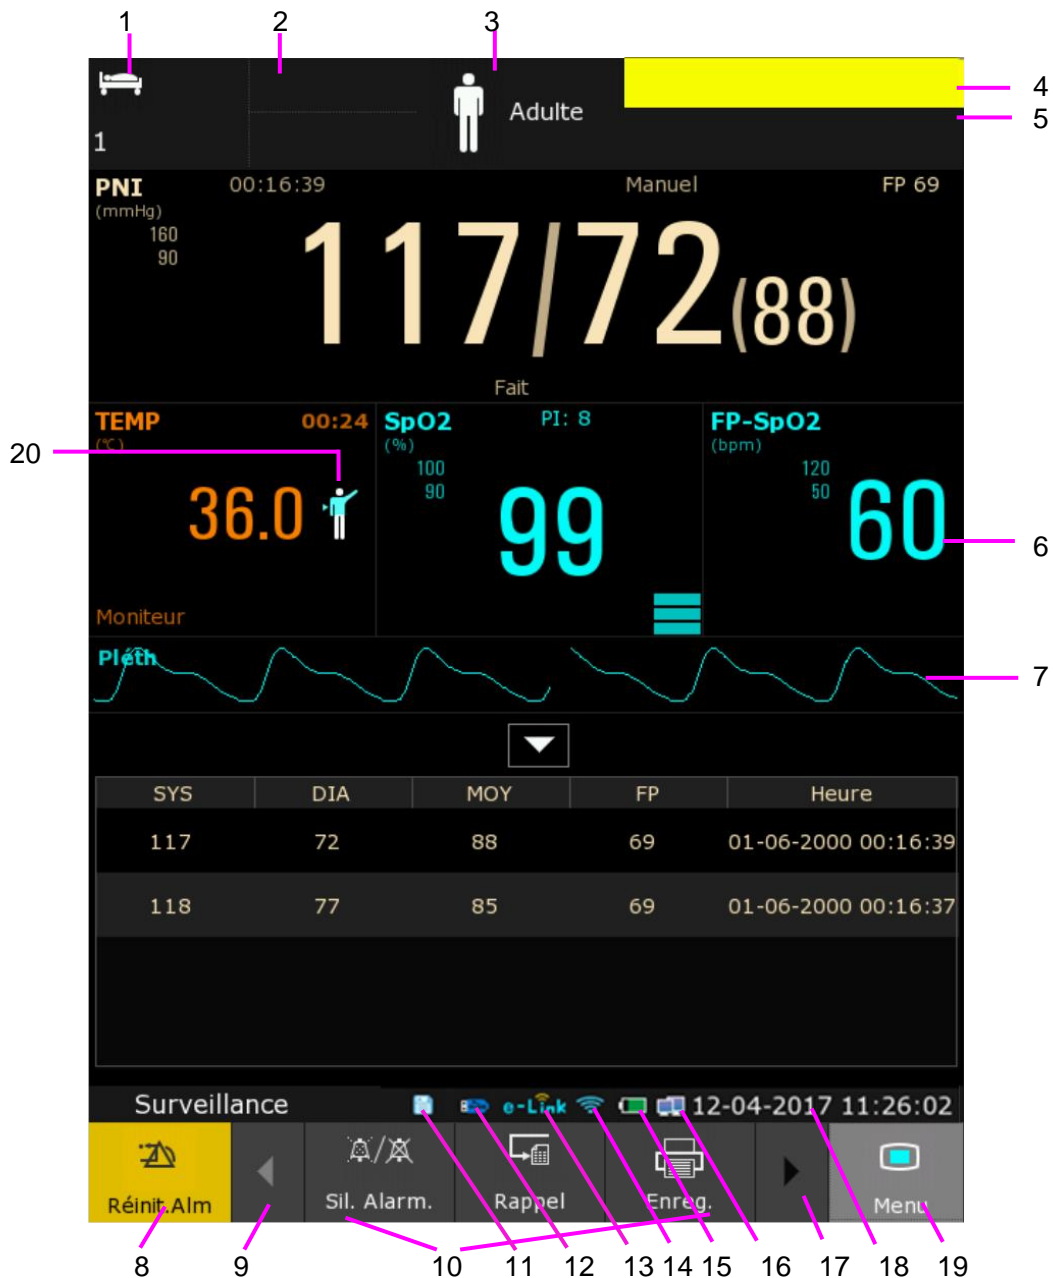 1 2 3
4
5
1
Adulte
PNI 00:16:39 Manuel FP 69
(mmHg)
160
90
117/72(88)
Fait
TEMP 00:24 SpO2 PI: 8 FP-SpO2
(°C) (%) (bpm)
20
100
90
120
50
36.0 99 60
6
Moniteur
Pléth
7
SYS DIA MOY FP Heure
117 72 88 69 01-06-2000 00:16:39
118 77 85 69 01-06-2000 00:16:37
Surveillance e-Link 12-04-2017 11:26:02
Réinit.Alm Sil. Alarm. Rappel Enreg. Menu
8 9 10 11 12 13 14 15 16 17 18 19